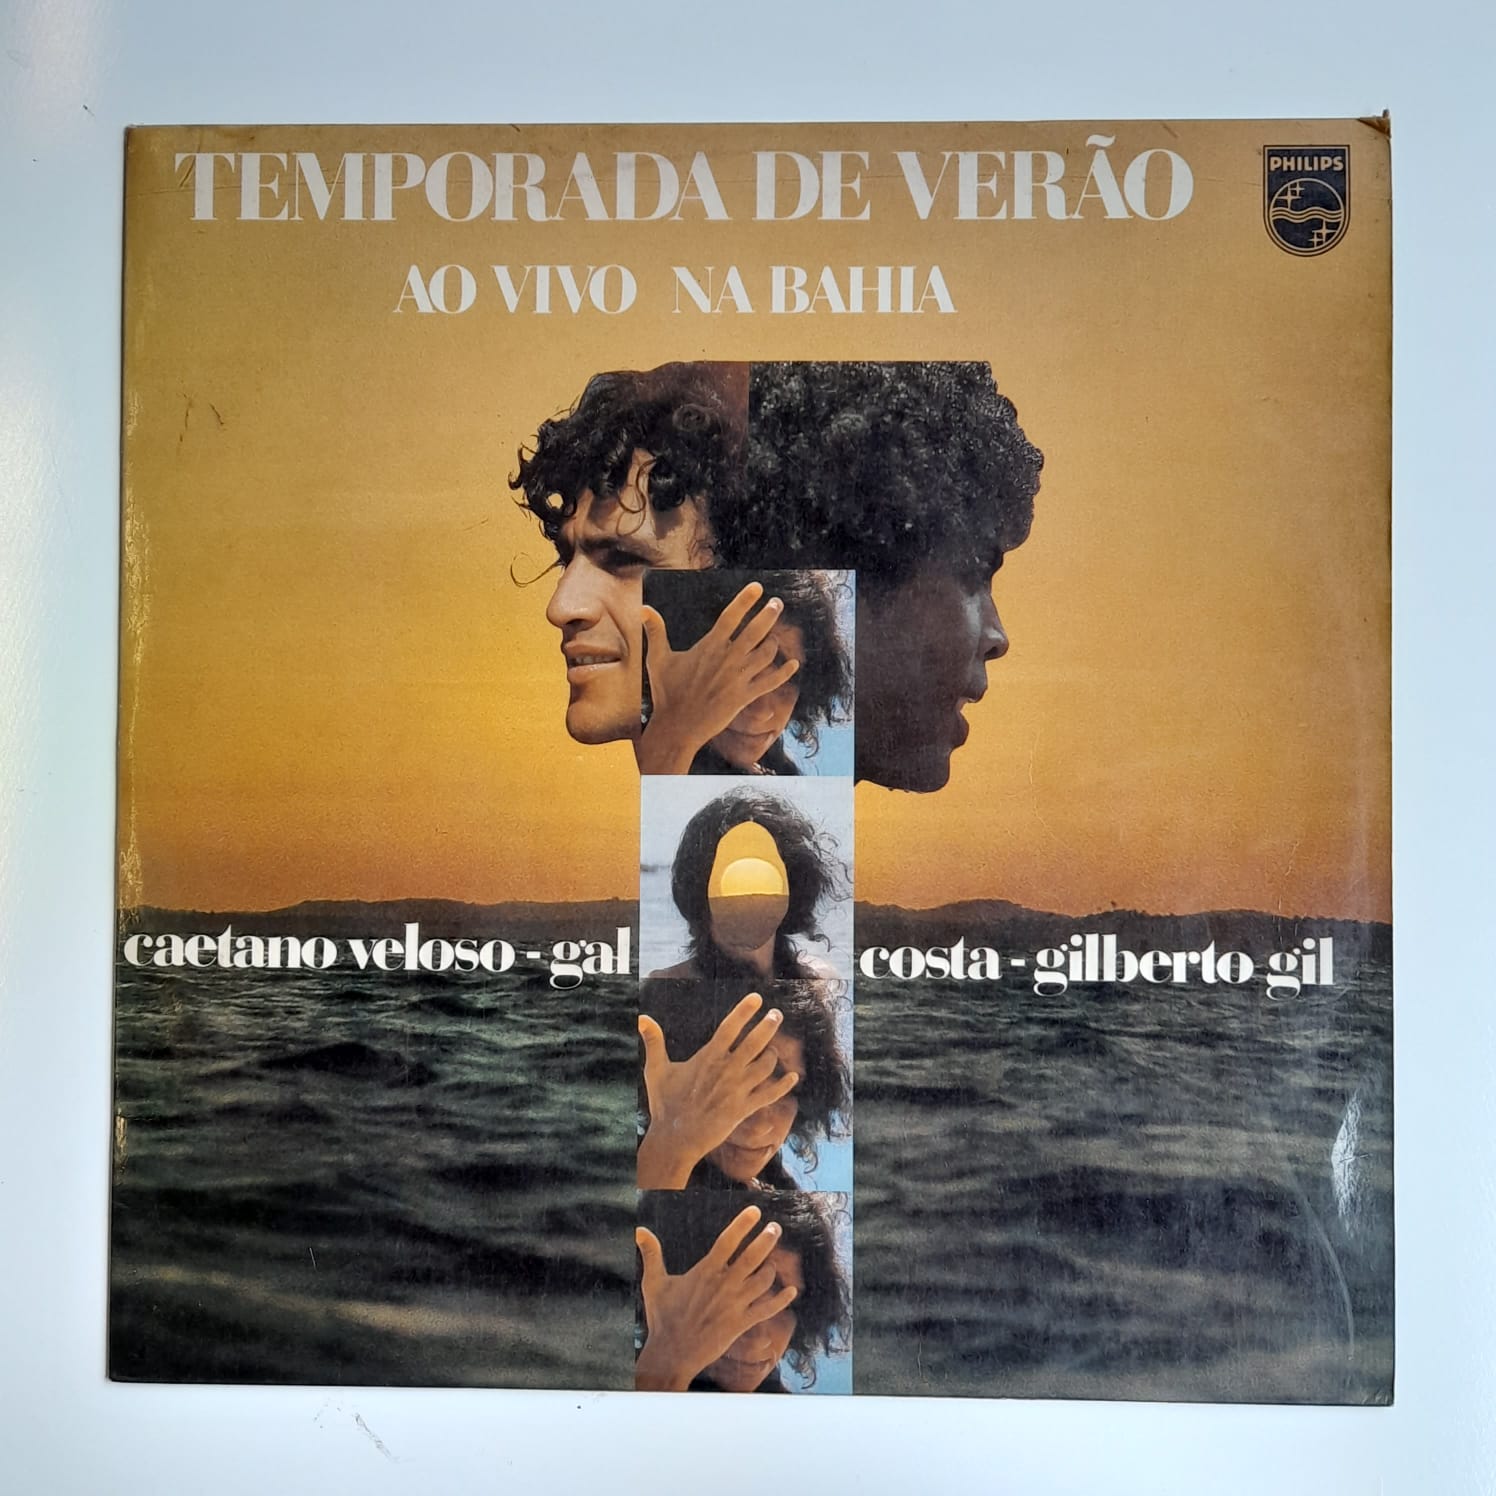 TEMPORADA DE VERÃO
PHILIPS
AO VIVO NA BAHIA
caetano veloso - gal costa - gilberto gil